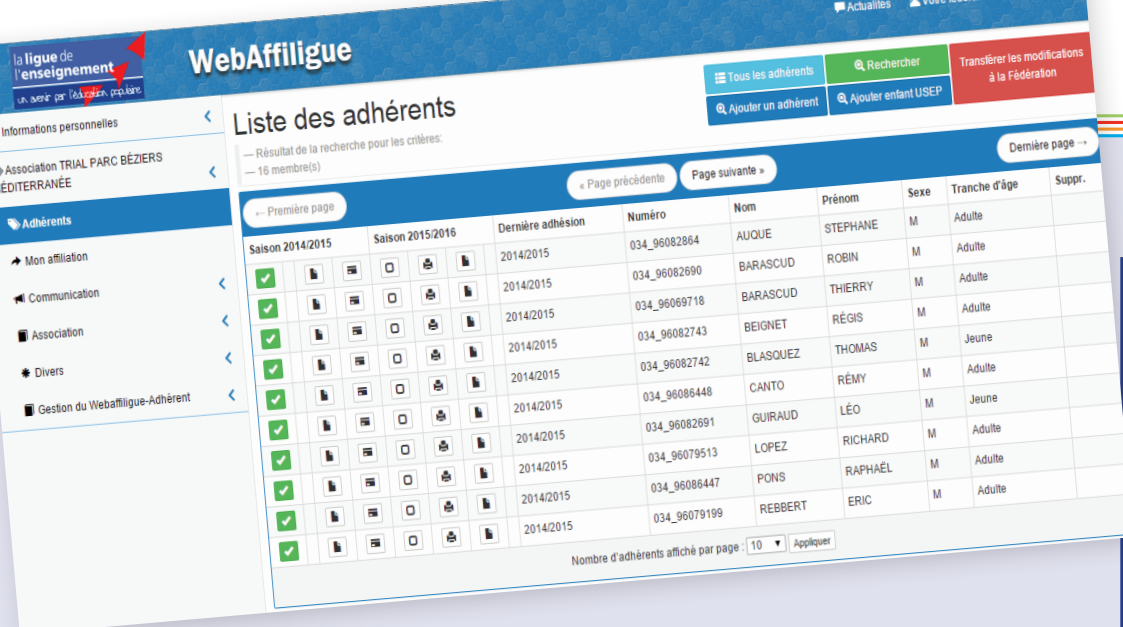 Actualités
la ligue de
l'enseignement
un avenir par l'éducation populaire
WebAffiligue
Informations personnelles
Association TRIAL PARC BÉZIERS
Adhérents
Mon affiliation
Communication
Association
Divers
Gestion du Webaffiligue-Adhérent
Liste des adhérents
— Résultat de la recherche pour les critères:
— 16 membre(s)
Tous les adhérents
Rechercher
Transférer les modifications
à la Fédération
Ajouter un adhérent
Ajouter enfant USEP
← Première page
« Page précédente
Page suivante »
Dernière page →
Saison 2014/2015 Saison 2015/2016 Dernière adhésion Numéro Nom Prénom Sexe Tranche d'âge Suppr.
2014/2015 034_96082864 AUQUE STEPHANE M Adulte
2014/2015 034_96082690 BARASCUD ROBIN M Adulte
2014/2015 034_96069718 BARASCUD THIERRY M Adulte
2014/2015 034_96082743 BEIGNET RÉGIS M Adulte
2014/2015 034_96082742 BLASQUEZ THOMAS M Jeune
2014/2015 034_96086448 CANTO RÉMY M Adulte
2014/2015 034_96082691 GUIRAUD LÉO M Jeune
2014/2015 034_96079513 LOPEZ RICHARD M Adulte
2014/2015 034_96086447 PONS RAPHAËL M Adulte
2014/2015 034_96079199 REBBERT ERIC M Adulte
Nombre d'adhérents affiché par page : 10 Appliquer